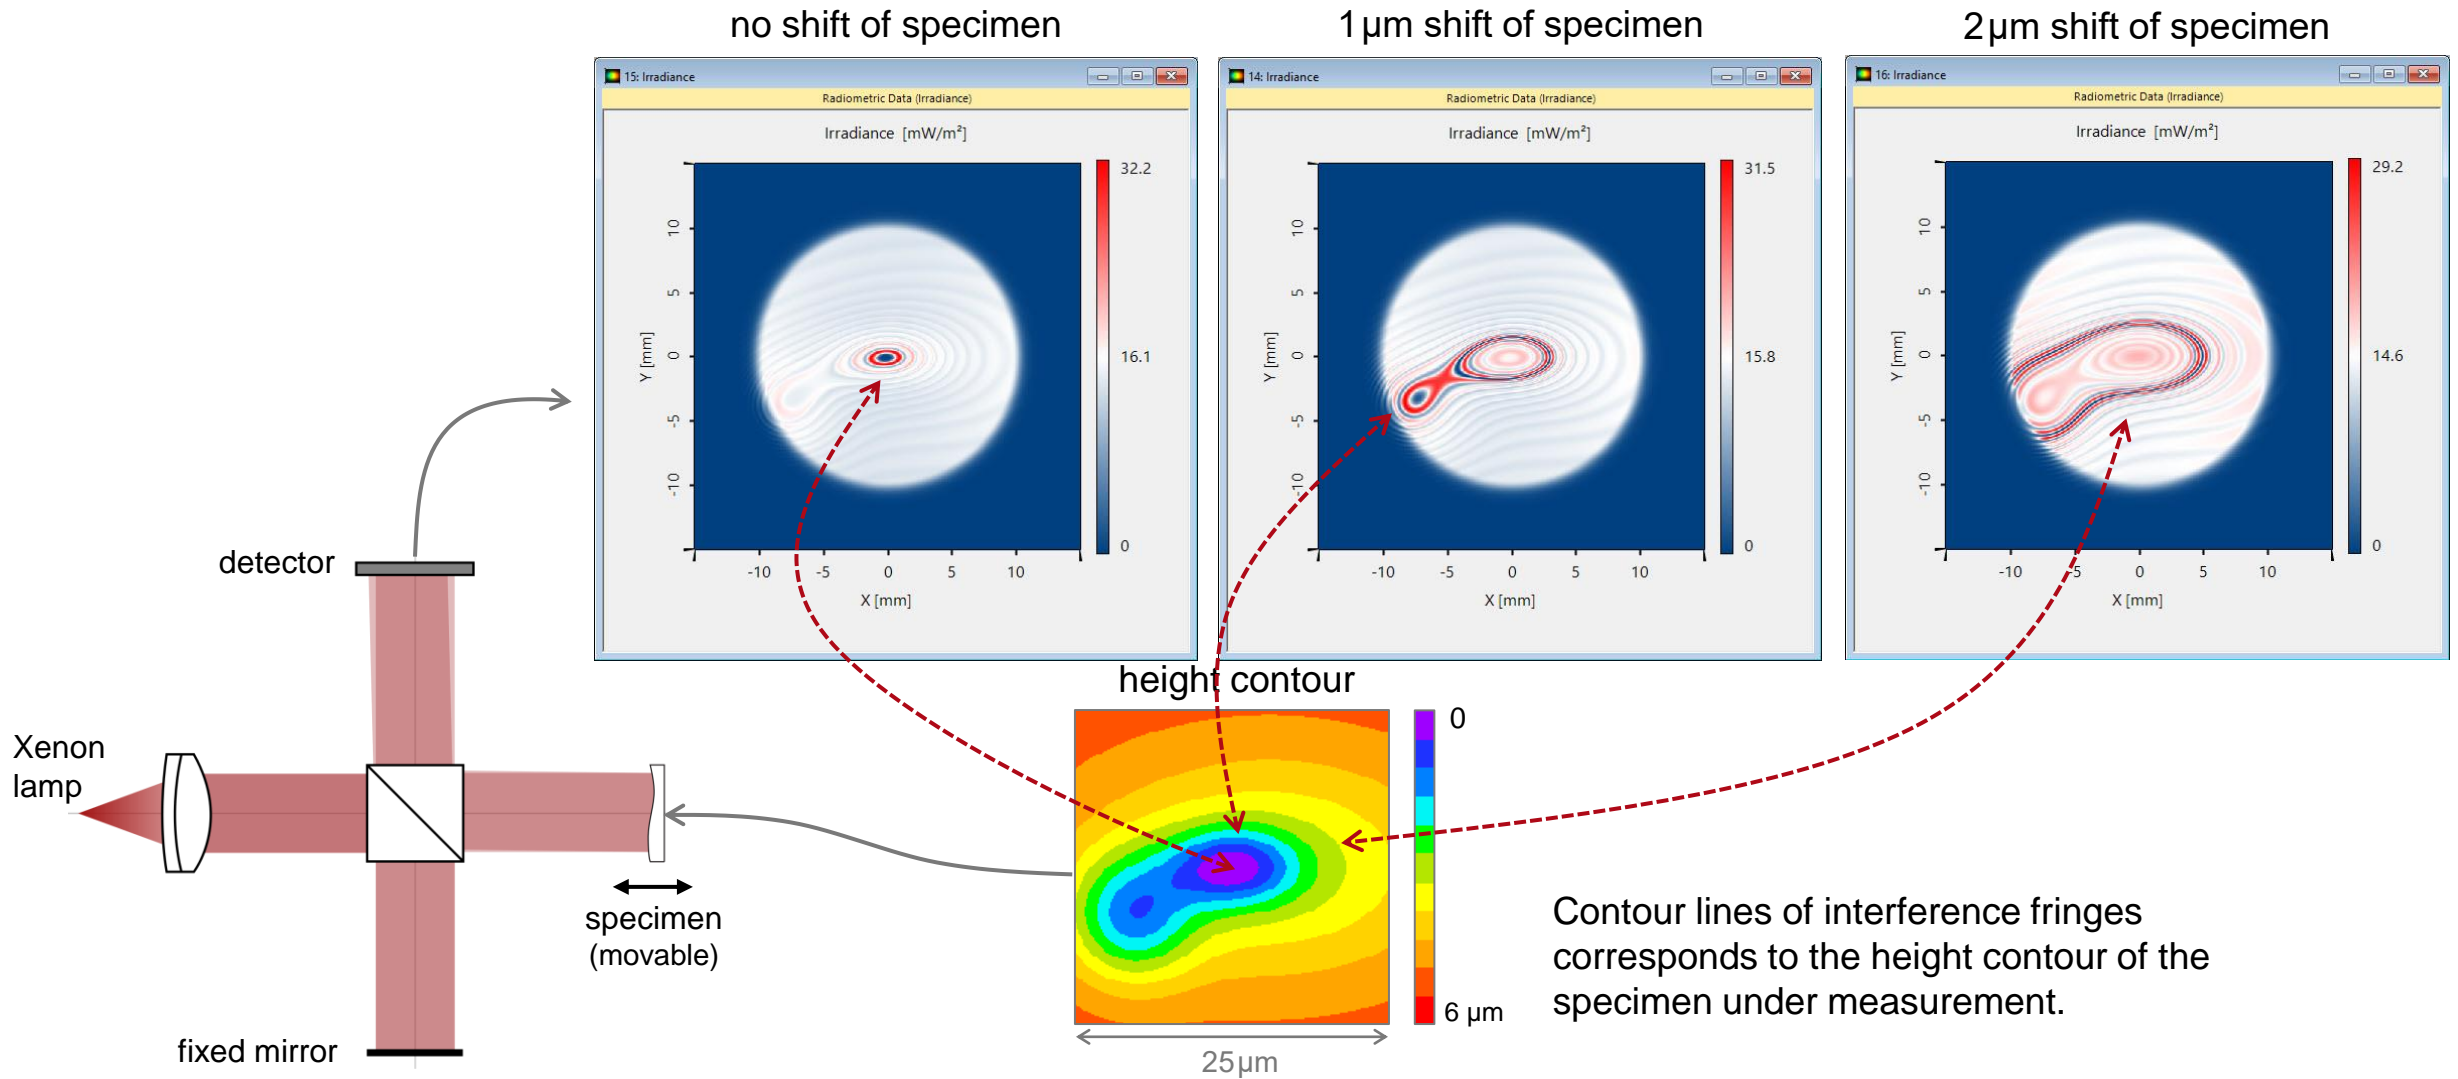 no shift of specimen
1µm shift of specimen
2µm shift of specimen
15: Irradiance
Radiometric Data (Irradiance)
Irradiance [mW/m²]
32.2
16.1
0
Y [mm]
10
5
0
-5
-10
-10
-5
0
5
10
X [mm]
14: Irradiance
Radiometric Data (Irradiance)
Irradiance [mW/m²]
31.5
15.8
0
Y [mm]
10
5
0
-5
-10
-10
-5
0
5
10
X [mm]
16: Irradiance
Radiometric Data (Irradiance)
Irradiance [mW/m²]
29.2
14.6
0
Y [mm]
10
5
0
-5
-10
-10
-5
0
5
10
X [mm]
detector
Xenon
lamp
specimen
(movable)
fixed mirror
height contour
0
6 µm
25µm
Contour lines of interference fringes
corresponds to the height contour of the
specimen under measurement.